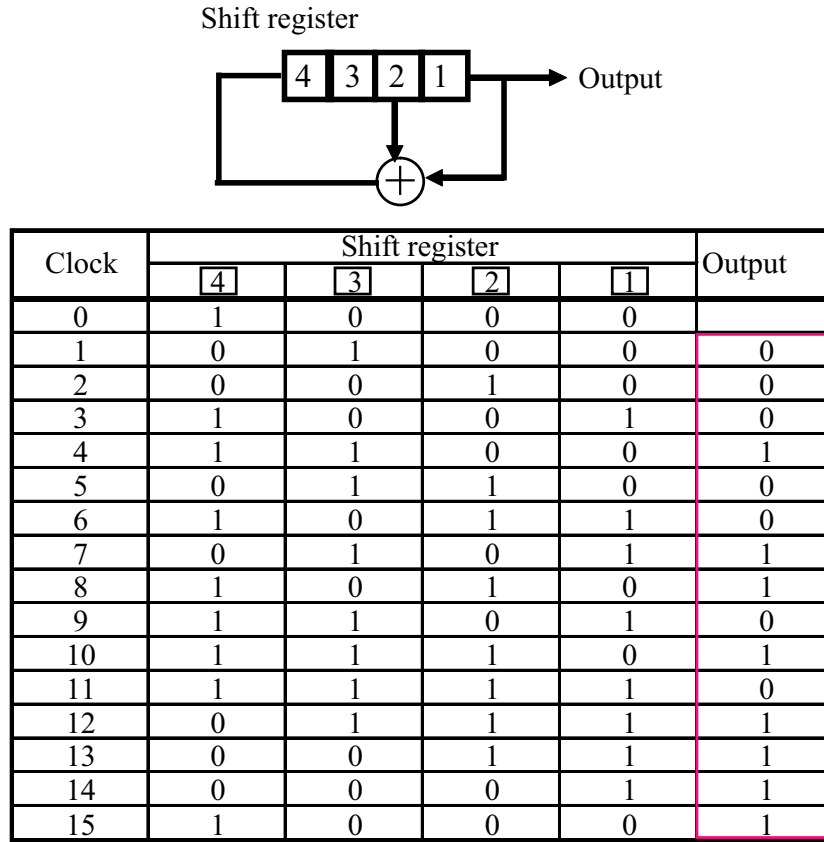 Shift register
4 3 2 1 Output
+
Clock Shift register Output
4 3 2 1
0 1 0 0 0
1 0 1 0 0 0
2 0 0 1 0 0
3 1 0 0 1 0
4 1 1 0 0 1
5 0 1 1 0 0
6 1 0 1 1 0
7 0 1 0 1 1
8 1 0 1 0 1
9 1 1 0 1 0
10 1 1 1 0 1
11 1 1 1 1 0
12 0 1 1 1 1
13 0 0 1 1 1
14 0 0 0 1 1
15 1 0 0 0 1